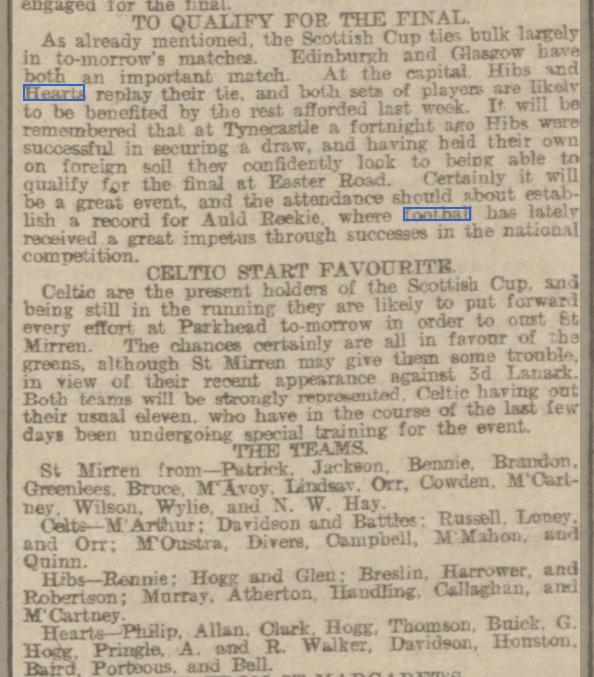 engaged for the final.
TO QUALIFY FOR THE FINAL.
As already mentioned, the Scottish Cup ties bulk largely
in to-morrow's matches. Edinburgh and Glasgow have
both an important match. At the capital, Hibs and
Hearts replay their tie, and both sets of players are likely
to be benefited by the rest afforded last week. It will be
remembered that at Tynecastle a fortnight ago Hibs were
successful in securing a draw, and having held their own
on foreign soil they confidently look to being able to
qualify for the final at Easter Road. Certainly it will
be a great event, and the attendance should about estab-
lish a record for Auld Reekie, where football has lately
received a great impetus through successes in the national
competition.
CELTIC START FAVOURITE.
Celtic are the present holders of the Scottish Cup, and
being still in the running they are likely to put forward
every effort at Parkhead to-morrow in order to oust St
Mirren. The chances certainly are all in favour of the
greens, although St Mirren may give them some trouble,
in view of their recent appearance against 3d Lanark.
Both teams will be strongly represented, Celtic having out
their usual eleven, who have in the course of the last few
days been undergoing special training for the event.
THE TEAMS.
St Mirren from—Patrick, Jackson, Bennie, Brandon,
Greenlees, Bruce, M'Avoy, Lindsay, Orr, Cowden, M'Cart-
ney, Wilson, Wylie, and N. W. Hay.
Celts—M'Arthur; Davidson and Battles; Russell, Loney,
and Orr; M'Oustra, Divers, Campbell, M'Mahon, and
Quinn.
Hibs—Rennie; Hogg and Glen; Breslin, Harrower, and
Robertson; Murray, Atherton, Handling, Callaghan, and
M'Cartney.
Hearts—Philip, Allan, Clark, Hogg, Thomson, Buick, G.
Hogg, Pringle, A. and R. Walker, Davidson, Houston,
Baird, Porteous, and Bell.